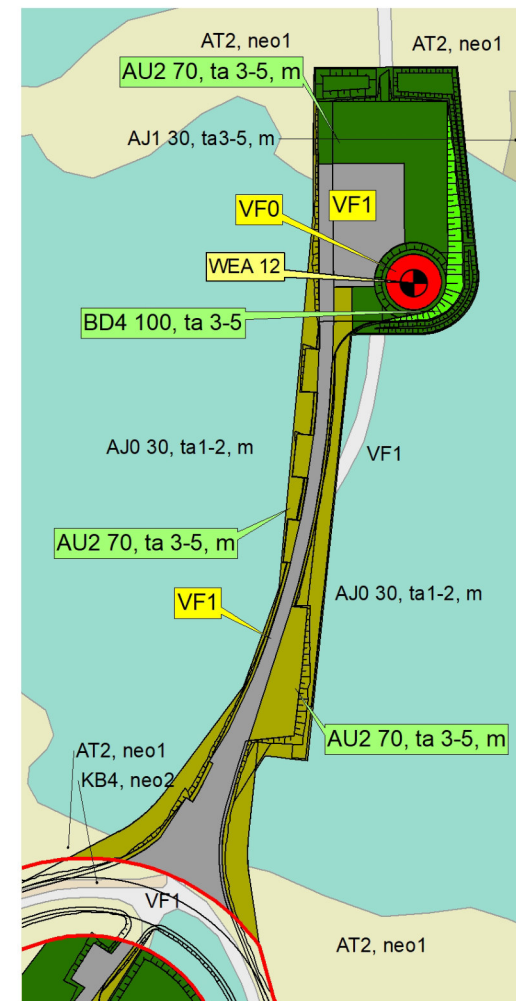 AT2, neo1
AT2, neo1
AU2 70, ta 3-5, m
AJ1 30, ta3-5, m
VF0
VF1
WEA 12
BD4 100, ta 3-5
AJ0 30, ta1-2, m
VF1
AU2 70, ta 3-5, m
AJ0 30, ta1-2, m
VF1
AU2 70, ta 3-5, m
AT2, neo1
KB4, neo2
VF1
AT2, neo1